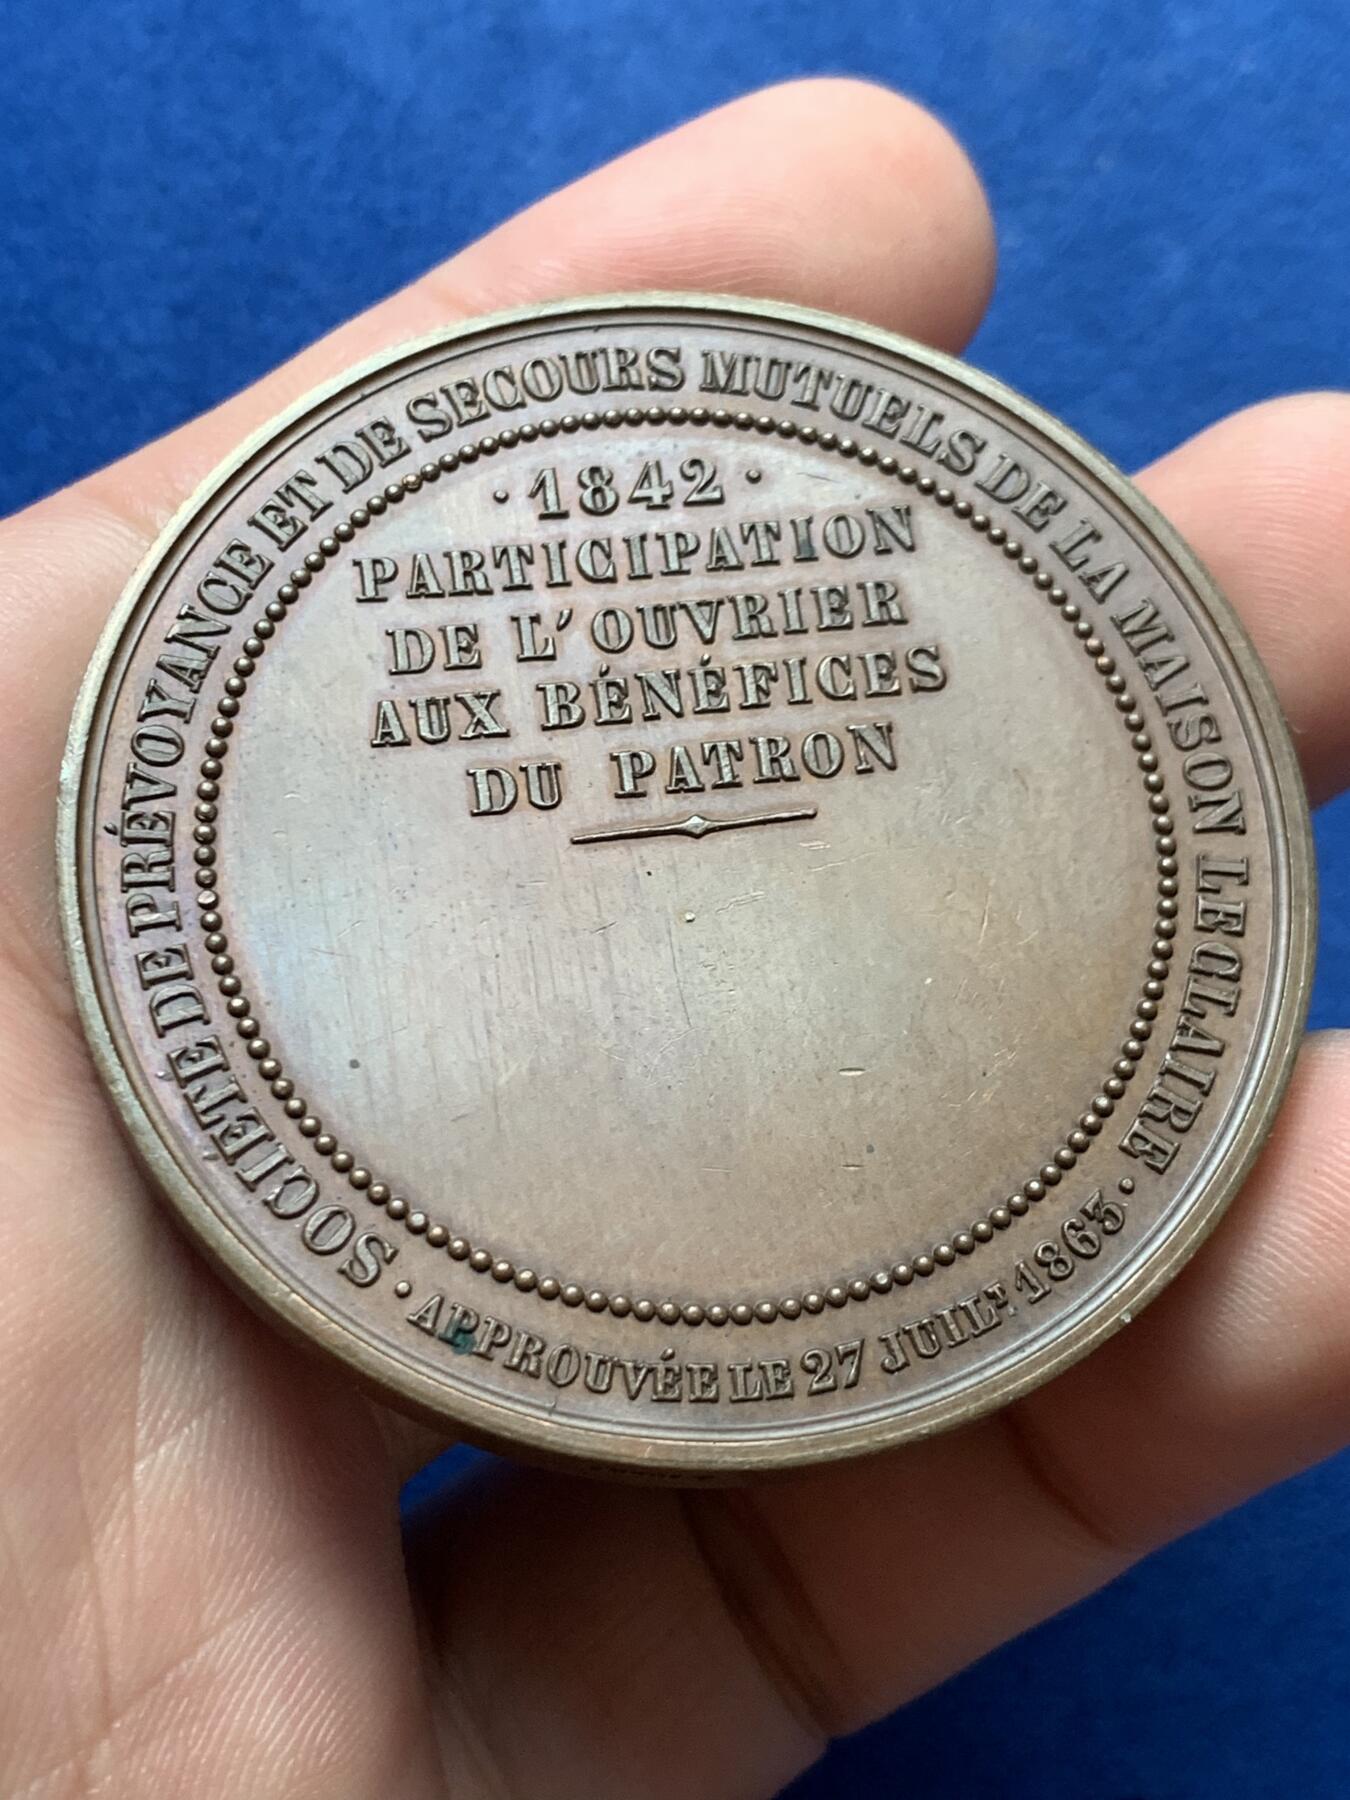 SOCIÉTÉ DE PRÉVOYANCE ET DE SECOURS MUTUELS DE LA MAISON LECLAIRE
· 1842 ·
PARTICIPATION
DE L'OUVRIER
AUX BÉNÉFICES
DU PATRON
· APPROUVÉE LE 27 JUILT. 1863 ·